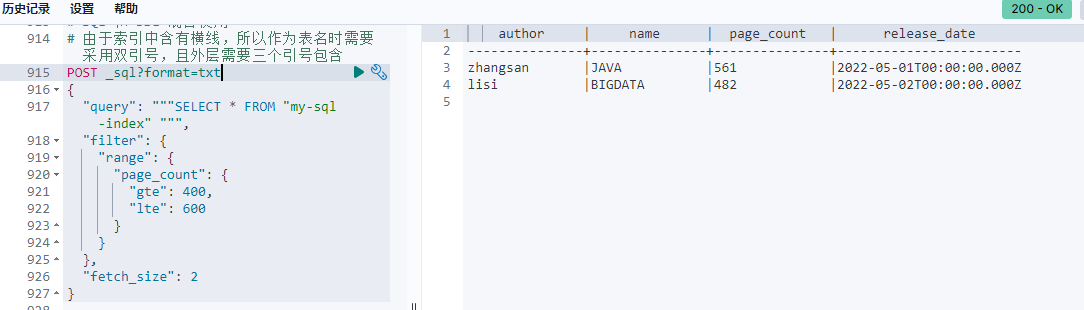 历史记录 设置 帮助
200 - OK
914 # 由于索引中含有横线，所以作为表名时需要
采用双引号，且外层需要三个引号包含
915 POST _sql?format=txt
916 {
917 "query": """SELECT * FROM "my-sql
-index" """,
918 "filter": {
919 "range": {
920 "page_count": {
921 "gte": 400,
922 "lte": 600
923 }
924 }
925 },
926 "fetch_size": 2
927 }
1 author | name | page_count | release_date
2 ---------------+---------------+---------------+------------------------
3 zhangsan |JAVA |561 |2022-05-01T00:00:00.000Z
4 lisi |BIGDATA |482 |2022-05-02T00:00:00.000Z
5